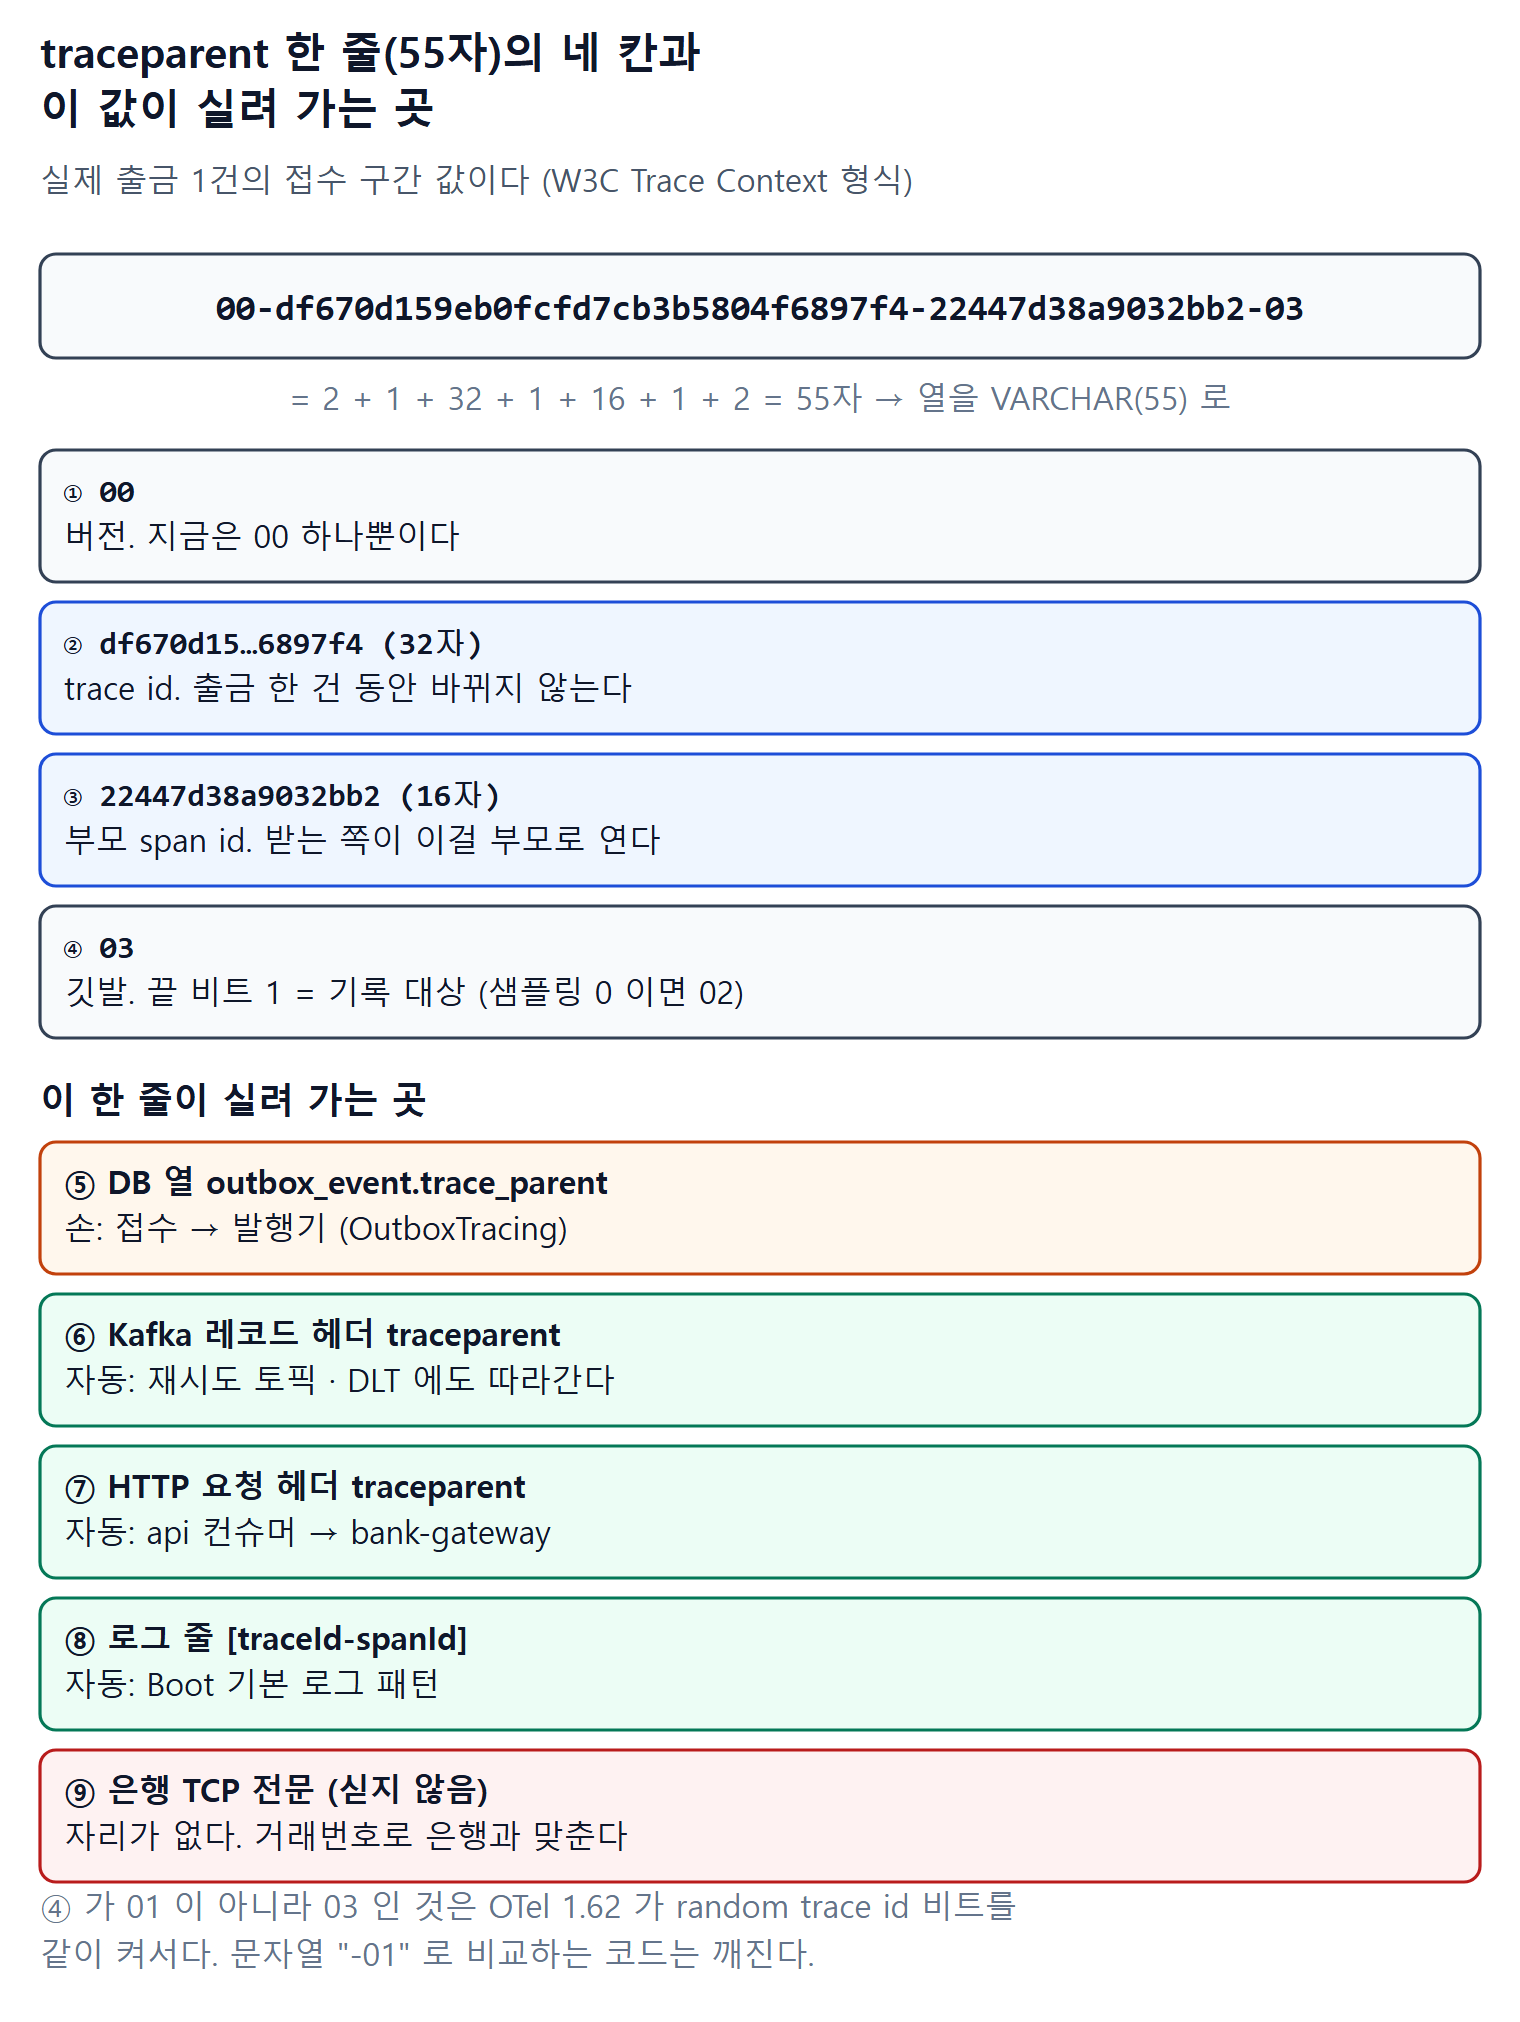 traceparent 한 줄(55자)의 네 칸과
이 값이 실려 가는 곳
실제 출금 1건의 접수 구간 값이다 (W3C Trace Context 형식)
00-df670d159eb0fcfd7cb3b5804f6897f4-22447d38a9032bb2-03
= 2 + 1 + 32 + 1 + 16 + 1 + 2 = 55자 → 열을 VARCHAR(55) 로
① 00
버전. 지금은 00 하나뿐이다
② df670d15…6897f4 (32자)
trace id. 출금 한 건 동안 바뀌지 않는다
③ 22447d38a9032bb2 (16자)
부모 span id. 받는 쪽이 이걸 부모로 연다
④ 03
깃발. 끝 비트 1 = 기록 대상 (샘플링 0 이면 02)
이 한 줄이 실려 가는 곳
⑤ DB 열 outbox_event.trace_parent
손: 접수 → 발행기 (OutboxTracing)
⑥ Kafka 레코드 헤더 traceparent
자동: 재시도 토픽 · DLT 에도 따라간다
⑦ HTTP 요청 헤더 traceparent
자동: api 컨슈머 → bank-gateway
⑧ 로그 줄 [traceId-spanId]
자동: Boot 기본 로그 패턴
⑨ 은행 TCP 전문 (싣지 않음)
자리가 없다. 거래번호로 은행과 맞춘다
④ 가 01 이 아니라 03 인 것은 OTel 1.62 가 random trace id 비트를
같이 켜서다. 문자열 "-01" 로 비교하는 코드는 깨진다.